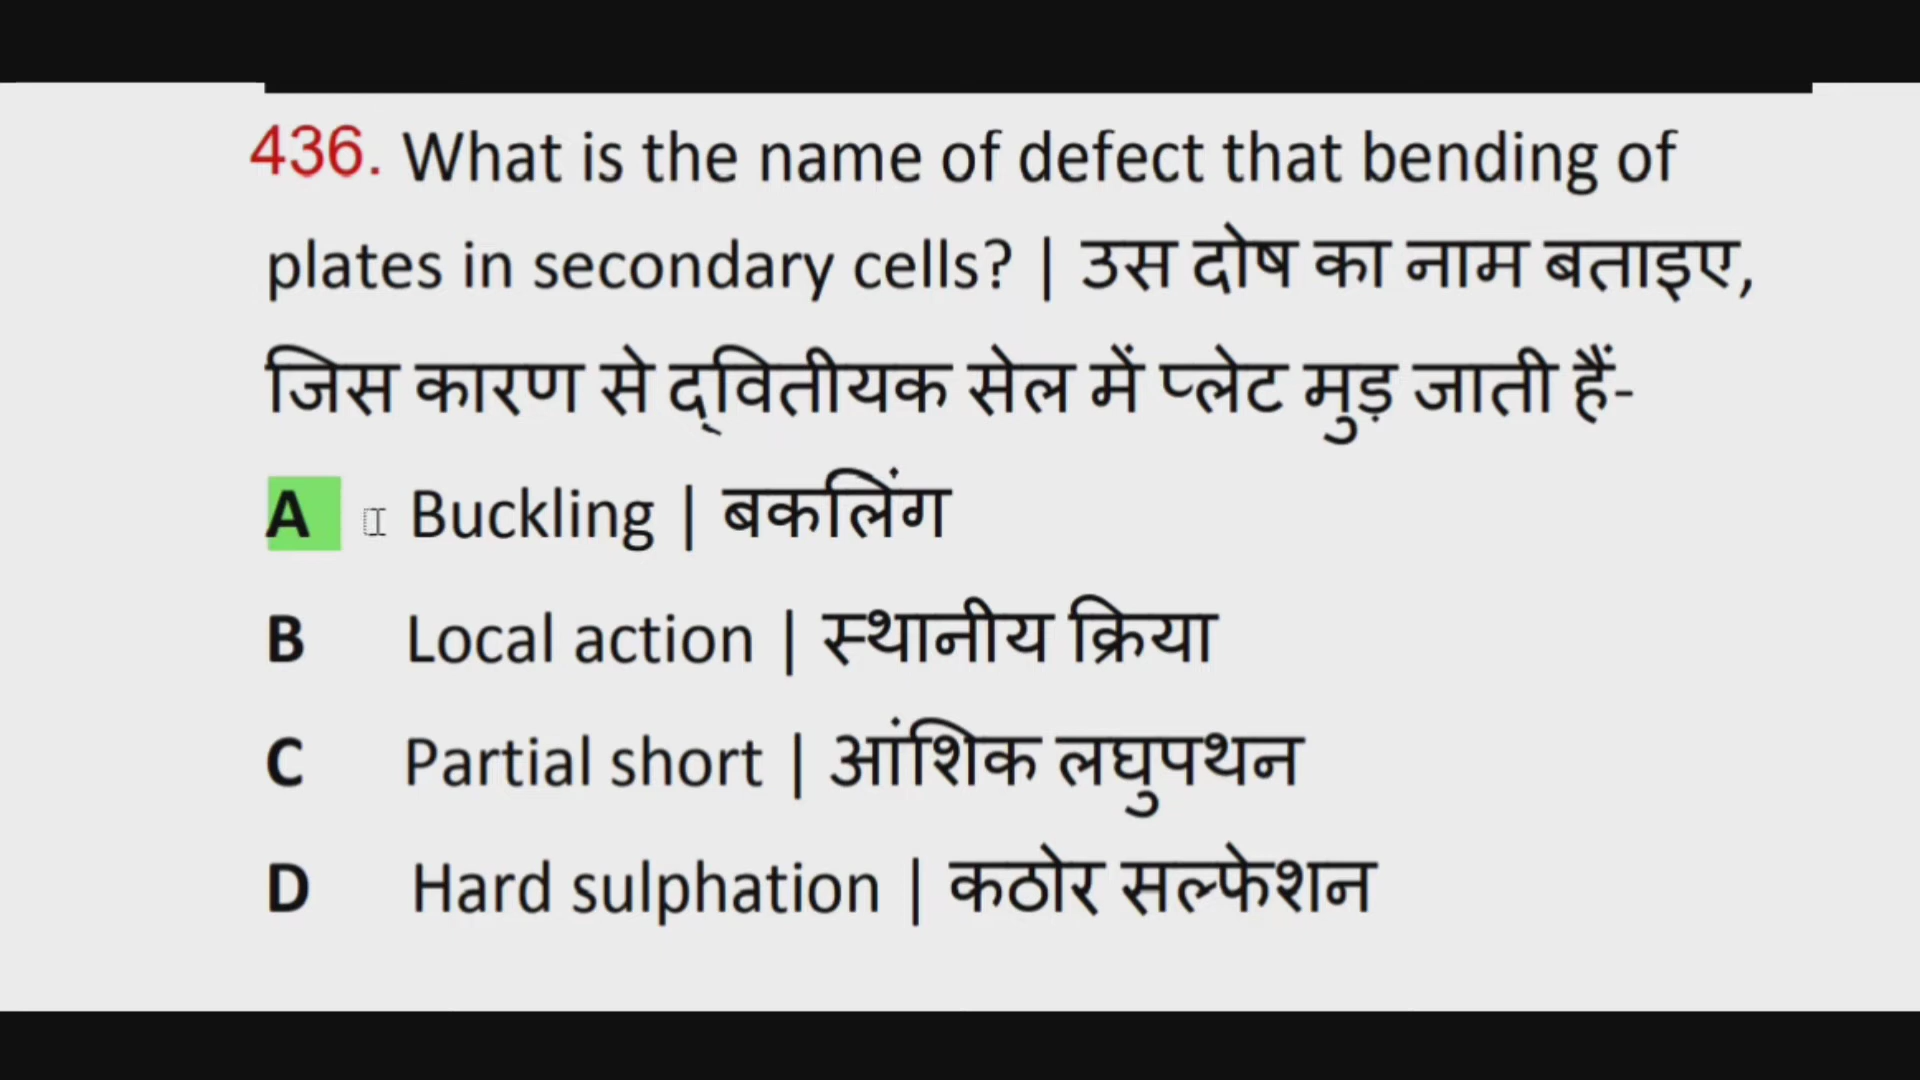 436. What is the name of defect that bending of
plates in secondary cells? | उस दोष का नाम बताइए,
जिस कारण से द्वितीयक सेल में प्लेट मुड़ जाती हैं-
A Buckling | बकलिंग
B Local action | स्थानीय क्रिया
C Partial short | आंशिक लघुपथन
D Hard sulphation | कठोर सल्फेशन